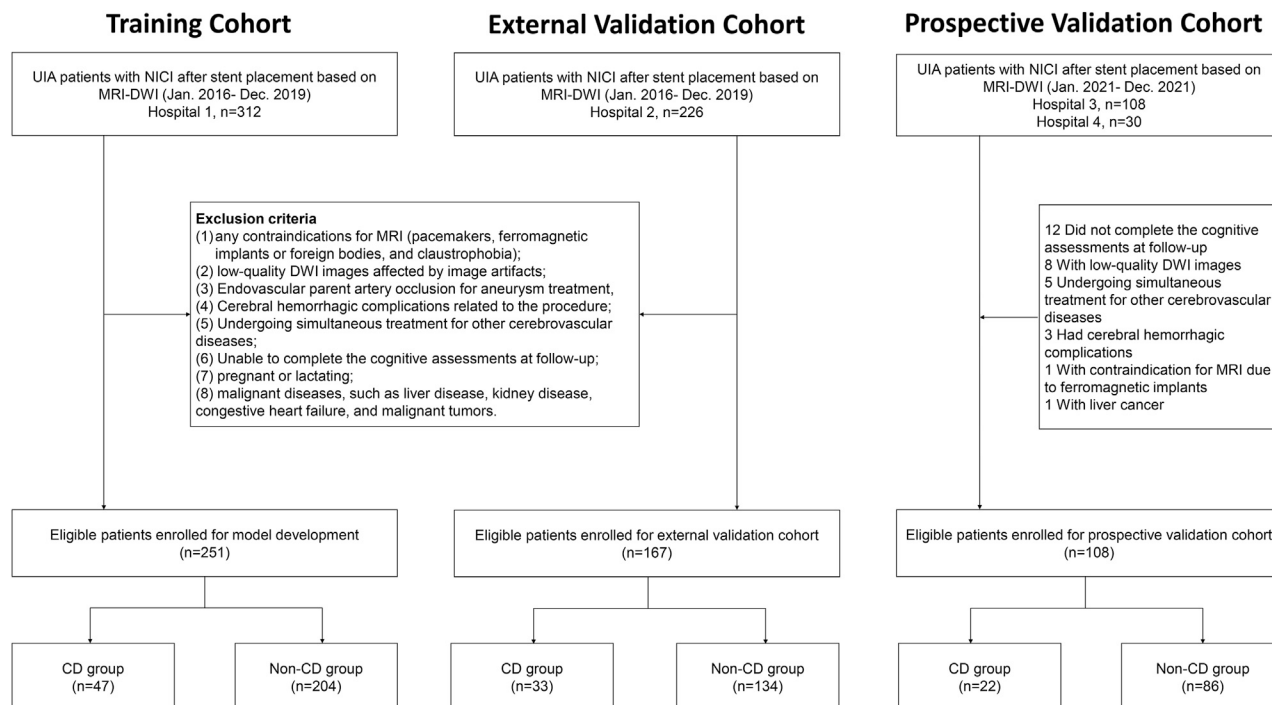 Training Cohort
External Validation Cohort
Prospective Validation Cohort
UIA patients with NICI after stent placement based on
MRI-DWI (Jan. 2016- Dec. 2019)
Hospital 1, n=312
UIA patients with NICI after stent placement based on
MRI-DWI (Jan. 2016- Dec. 2019)
Hospital 2, n=226
UIA patients with NICI after stent placement based on
MRI-DWI (Jan. 2021- Dec. 2021)
Hospital 3, n=108
Hospital 4, n=30
Exclusion criteria
(1) any contraindications for MRI (pacemakers, ferromagnetic
implants or foreign bodies, and claustrophobia);
(2) low-quality DWI images affected by image artifacts;
(3) Endovascular parent artery occlusion for aneurysm treatment,
(4) Cerebral hemorrhagic complications related to the procedure;
(5) Undergoing simultaneous treatment for other cerebrovascular
diseases;
(6) Unable to complete the cognitive assessments at follow-up;
(7) pregnant or lactating;
(8) malignant diseases, such as liver disease, kidney disease,
congestive heart failure, and malignant tumors.
12 Did not complete the cognitive
assessments at follow-up
8 With low-quality DWI images
5 Undergoing simultaneous
treatment for other cerebrovascular
diseases
3 Had cerebral hemorrhagic
complications
1 With contraindication for MRI due
to ferromagnetic implants
1 With liver cancer
Eligible patients enrolled for model development
(n=251)
Eligible patients enrolled for external validation cohort
(n=167)
Eligible patients enrolled for prospective validation cohort
(n=108)
CD group
(n=47)
Non-CD group
(n=204)
CD group
(n=33)
Non-CD group
(n=134)
CD group
(n=22)
Non-CD group
(n=86)